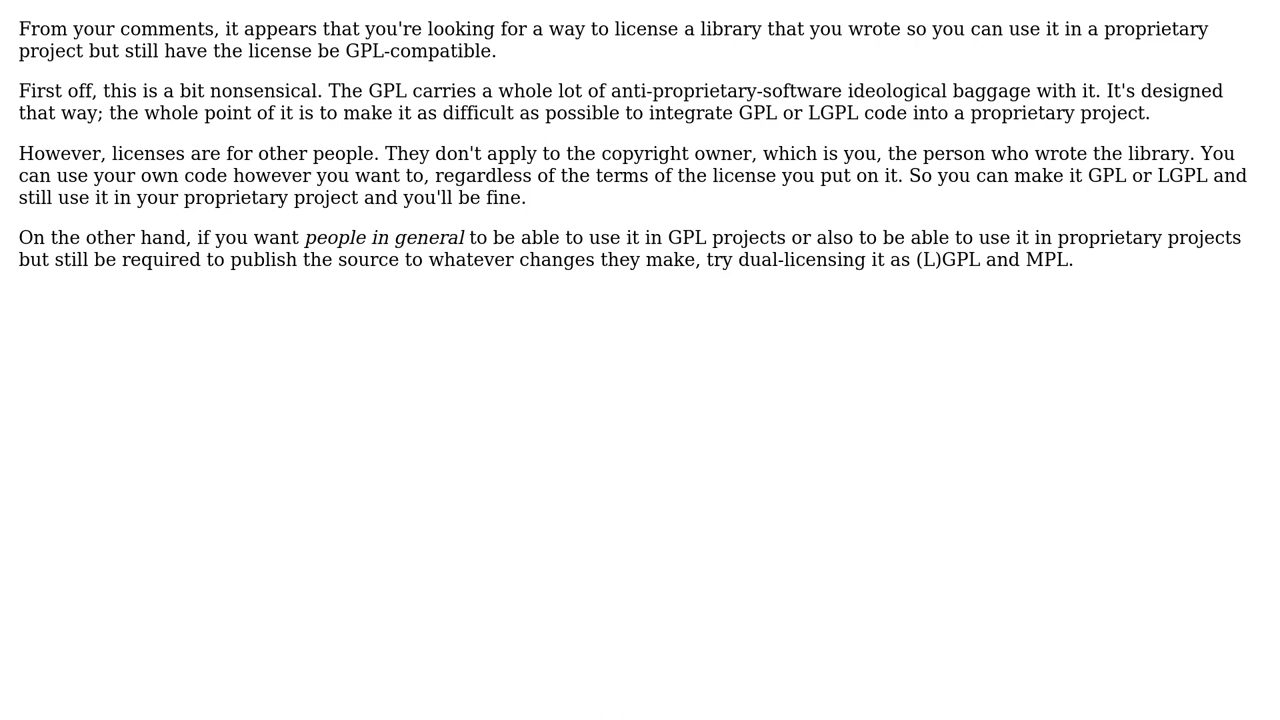 From your comments, it appears that you're looking for a way to license a library that you wrote so you can use it in a proprietary
project but still have the license be GPL-compatible.
First off, this is a bit nonsensical. The GPL carries a whole lot of anti-proprietary-software ideological baggage with it. It's designed
that way; the whole point of it is to make it as difficult as possible to integrate GPL or LGPL code into a proprietary project.
However, licenses are for other people. They don't apply to the copyright owner, which is you, the person who wrote the library. You
can use your own code however you want to, regardless of the terms of the license you put on it. So you can make it GPL or LGPL and
still use it in your proprietary project and you'll be fine.
On the other hand, if you want people in general to be able to use it in GPL projects or also to be able to use it in proprietary projects
but still be required to publish the source to whatever changes they make, try dual-licensing it as (L)GPL and MPL.